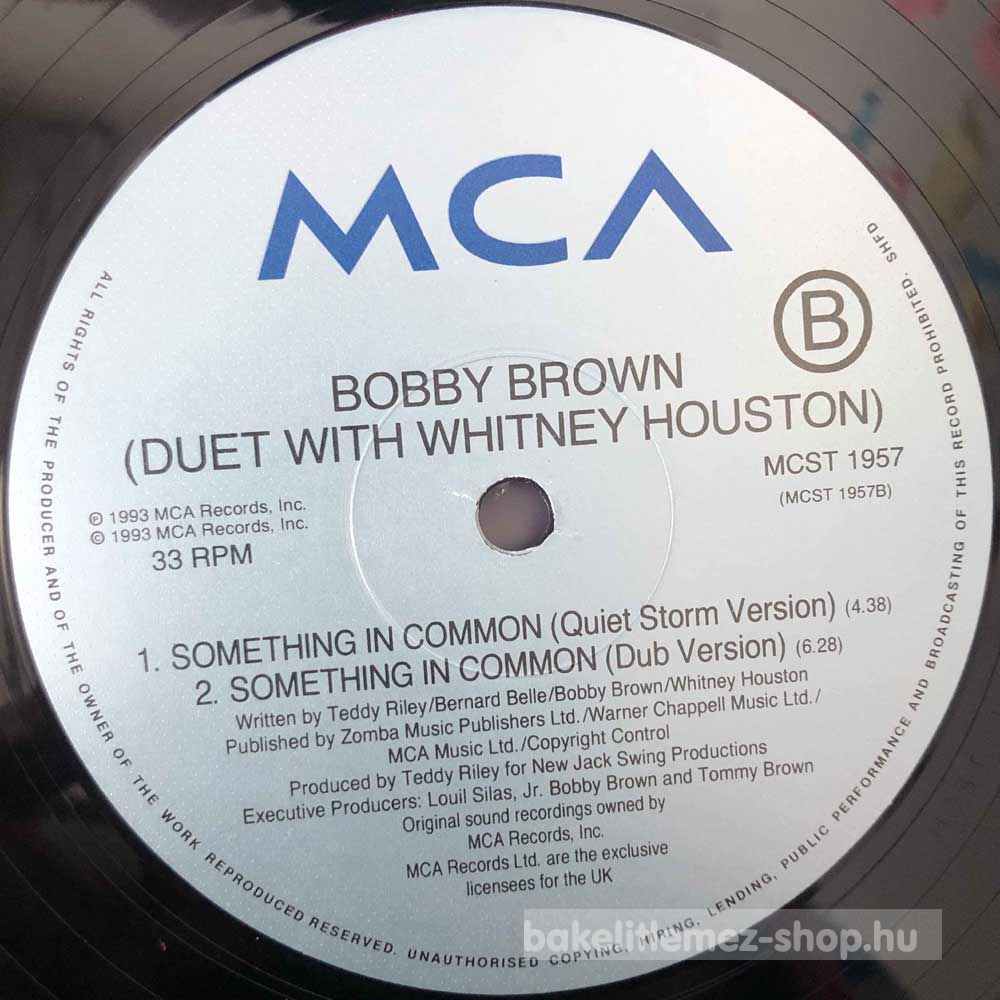 MCA
B
BOBBY BROWN
(DUET WITH WHITNEY HOUSTON)
MCST 1957
(MCST 1957B)
℗ 1993 MCA Records, Inc.
© 1993 MCA Records, Inc.
33 RPM
1. SOMETHING IN COMMON (Quiet Storm Version) (4.38)
2. SOMETHING IN COMMON (Dub Version) (6.28)
Written by Teddy Riley/Bernard Belle/Bobby Brown/Whitney Houston
Published by Zomba Music Publishers Ltd./Warner Chappell Music Ltd./
MCA Music Ltd./Copyright Control
Produced by Teddy Riley for New Jack Swing Productions
Executive Producers: Louil Silas, Jr. Bobby Brown and Tommy Brown
Original sound recordings owned by
MCA Records, Inc.
MCA Records Ltd. are the exclusive
licensees for the UK
ALL RIGHTS OF THE PRODUCER AND OF THE OWNER OF THE WORK REPRODUCED RESERVED. UNAUTHORISED COPYING, HIRING, LENDING, PUBLIC PERFORMANCE AND BROADCASTING OF THIS RECORD PROHIBITED. SHFD
bakelitlemez-shop.hu